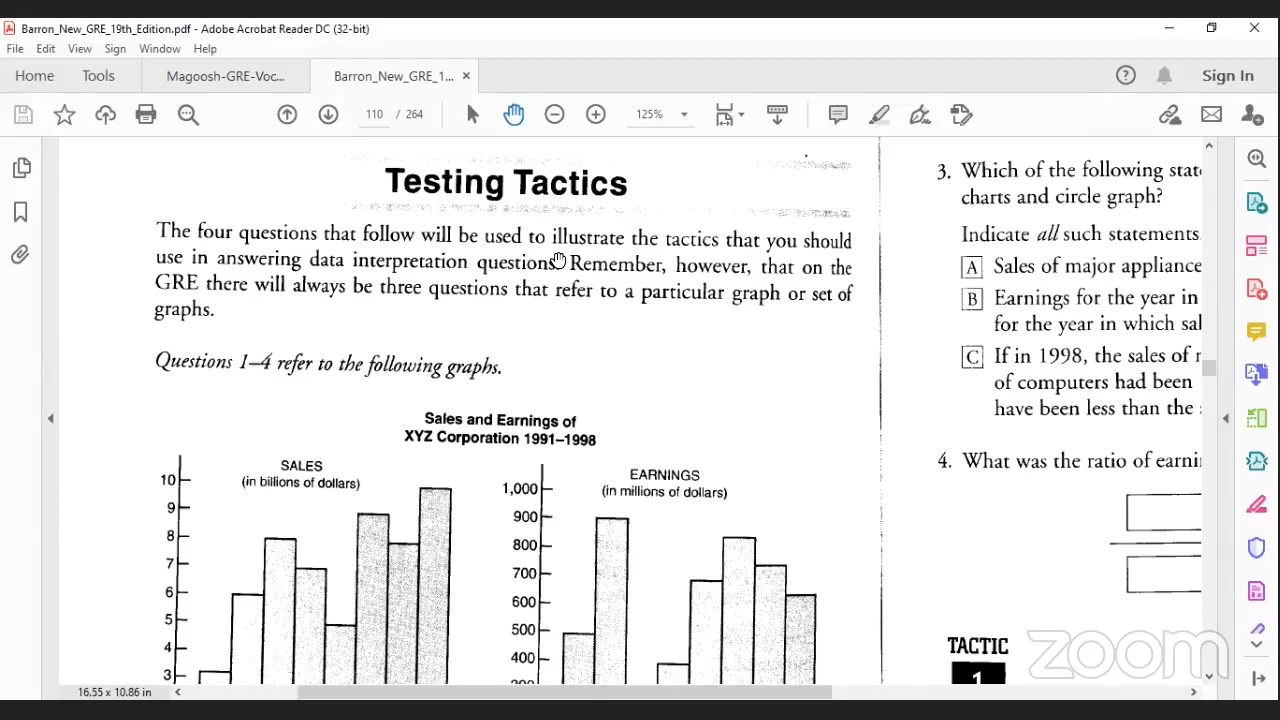 Barron_New_GRE_19th_Edition.pdf - Adobe Acrobat Reader DC (32-bit)
File Edit View Sign Window Help
Home Tools Magoosh-GRE-Voc... Barron_New_GRE_1... × Sign In
110 / 264 125%
Testing Tactics
The four questions that follow will be used to illustrate the tactics that you should
use in answering data interpretation questions. Remember, however, that on the
GRE there will always be three questions that refer to a particular graph or set of
graphs.
Questions 1–4 refer to the following graphs.
Sales and Earnings of
XYZ Corporation 1991–1998
SALES
(in billions of dollars)
10
9
8
7
6
5
4
3
EARNINGS
(in millions of dollars)
1,000
900
800
700
600
500
400
3. Which of the following state
charts and circle graph?
Indicate all such statements.
A Sales of major appliance
B Earnings for the year in
for the year in which sal
C If in 1998, the sales of
of computers had been
have been less than the
4. What was the ratio of earni
TACTIC
1
zoom
16.55 x 10.86 in